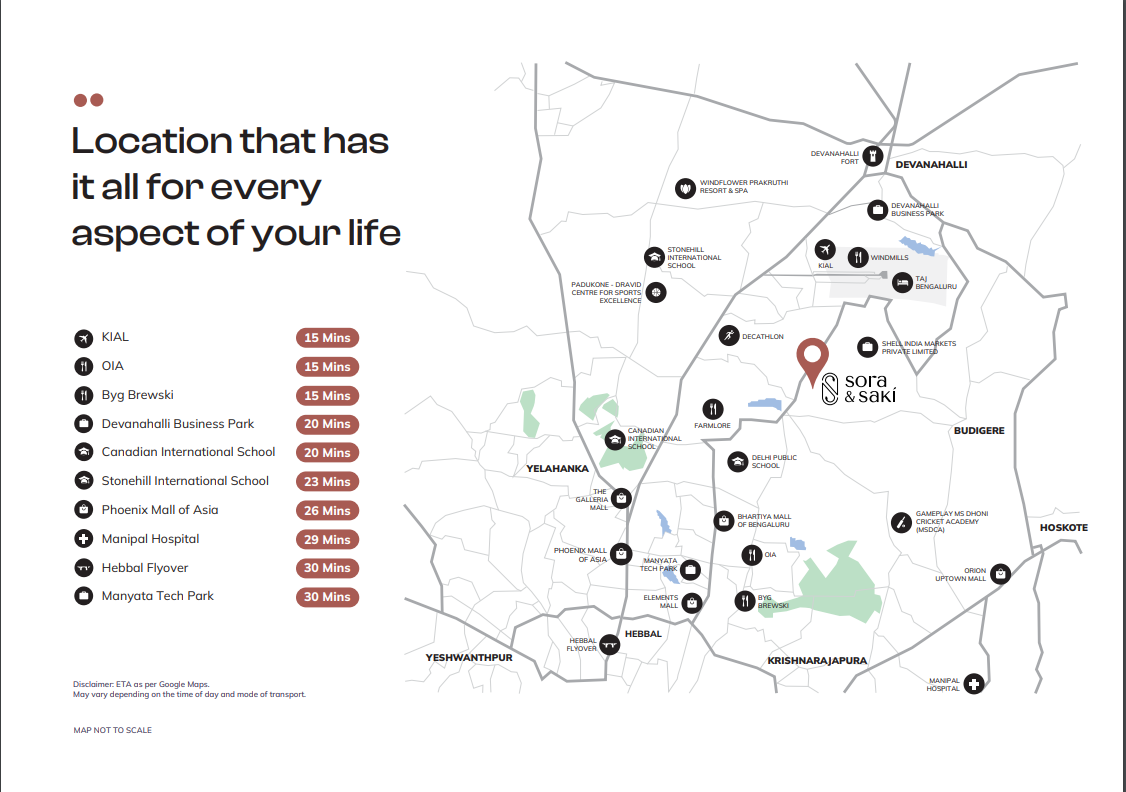 Location that has
it all for every
aspect of your life
KIAL 15 Mins
OIA 15 Mins
Byg Brewski 15 Mins
Devanahalli Business Park 20 Mins
Canadian International School 20 Mins
Stonehill International School 23 Mins
Phoenix Mall of Asia 26 Mins
Manipal Hospital 29 Mins
Hebbal Flyover 30 Mins
Manyata Tech Park 30 Mins
Disclaimer: ETA as per Google Maps.
May vary depending on the time of day and mode of transport.
MAP NOT TO SCALE
DEVANAHALLI
FORT
DEVANAHALLI
WINDFLOWER PRAKRUTHI
RESORT & SPA
DEVANAHALLI
BUSINESS PARK
STONEHILL
INTERNATIONAL
SCHOOL
KIAL
WINDMILLS
TAJ
BENGALURU
PADUKONE - DRAVID
CENTRE FOR SPORTS
EXCELLENCE
DECATHLON
SHELL INDIA MARKETS
PRIVATE LIMITED
sora
& sakí
FARMLORE
CANADIAN
INTERNATIONAL
SCHOOL
BUDIGERE
YELAHANKA
DELHI PUBLIC
SCHOOL
THE
GALLERIA
MALL
BHARTIYA MALL
OF BENGALURU
GAMEPLAY MS DHONI
CRICKET ACADEMY
(MSDCA)
HOSKOTE
PHOENIX MALL
OF ASIA
MANYATA
TECH PARK
OIA
ORION
UPTOWN MALL
ELEMENTS
MALL
BYG
BREWSKI
HEBBAL
HEBBAL
FLYOVER
YESHWANTHPUR
KRISHNARAJAPURA
MANIPAL
HOSPITAL